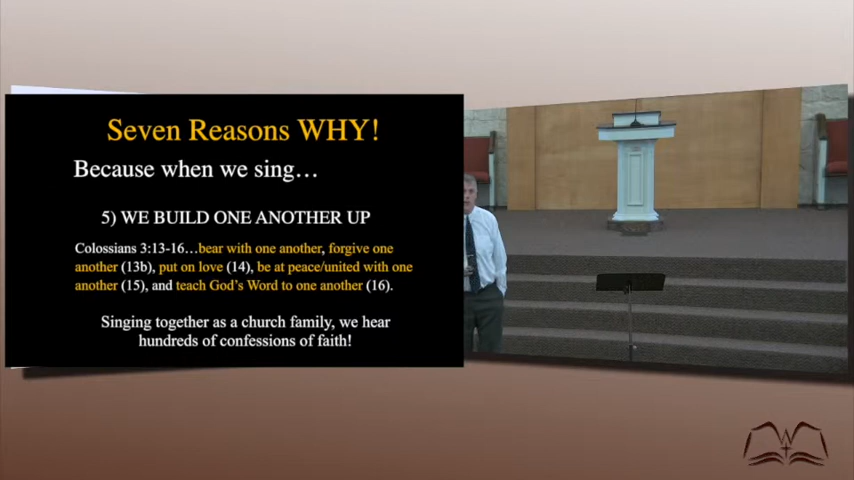 Seven Reasons WHY!
Because when we sing…
5) WE BUILD ONE ANOTHER UP
Colossians 3:13-16…bear with one another, forgive one
another (13b), put on love (14), be at peace/united with one
another (15), and teach God's Word to one another (16).
Singing together as a church family, we hear
hundreds of confessions of faith!